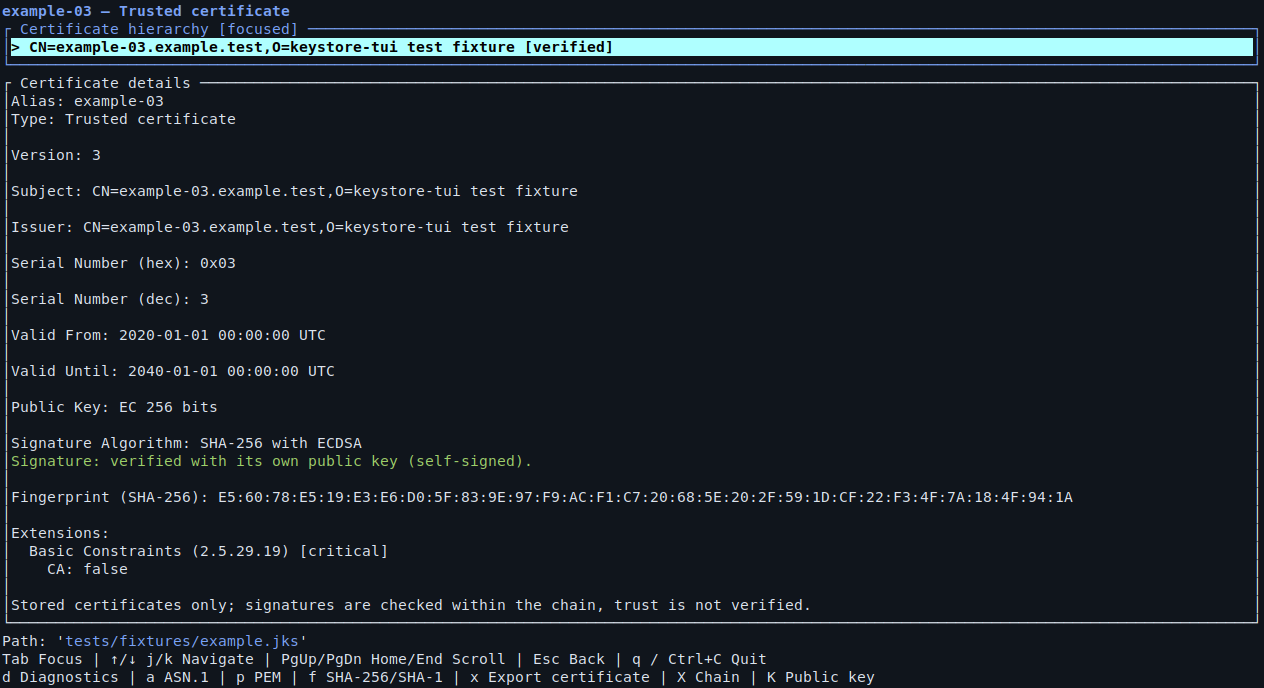 example-03 — Trusted certificate
Certificate hierarchy [focused]
> CN=example-03.example.test,O=keystore-tui test fixture [verified]
Certificate details
Alias: example-03
Type: Trusted certificate
Version: 3
Subject: CN=example-03.example.test,O=keystore-tui test fixture
Issuer: CN=example-03.example.test,O=keystore-tui test fixture
Serial Number (hex): 0x03
Serial Number (dec): 3
Valid From: 2020-01-01 00:00:00 UTC
Valid Until: 2040-01-01 00:00:00 UTC
Public Key: EC 256 bits
Signature Algorithm: SHA-256 with ECDSA
Signature: verified with its own public key (self-signed).
Fingerprint (SHA-256): E5:60:78:E5:19:E3:E6:D0:5F:83:9E:97:F9:AC:F1:C7:20:68:5E:20:2F:59:1D:CF:22:F3:4F:7A:18:4F:94:1A
Extensions:
Basic Constraints (2.5.29.19) [critical]
CA: false
Stored certificates only; signatures are checked within the chain, trust is not verified.
Path: 'tests/fixtures/example.jks'
Tab Focus | ↑/↓ j/k Navigate | PgUp/PgDn Home/End Scroll | Esc Back | q / Ctrl+C Quit
d Diagnostics | a ASN.1 | p PEM | f SHA-256/SHA-1 | x Export certificate | X Chain | K Public key